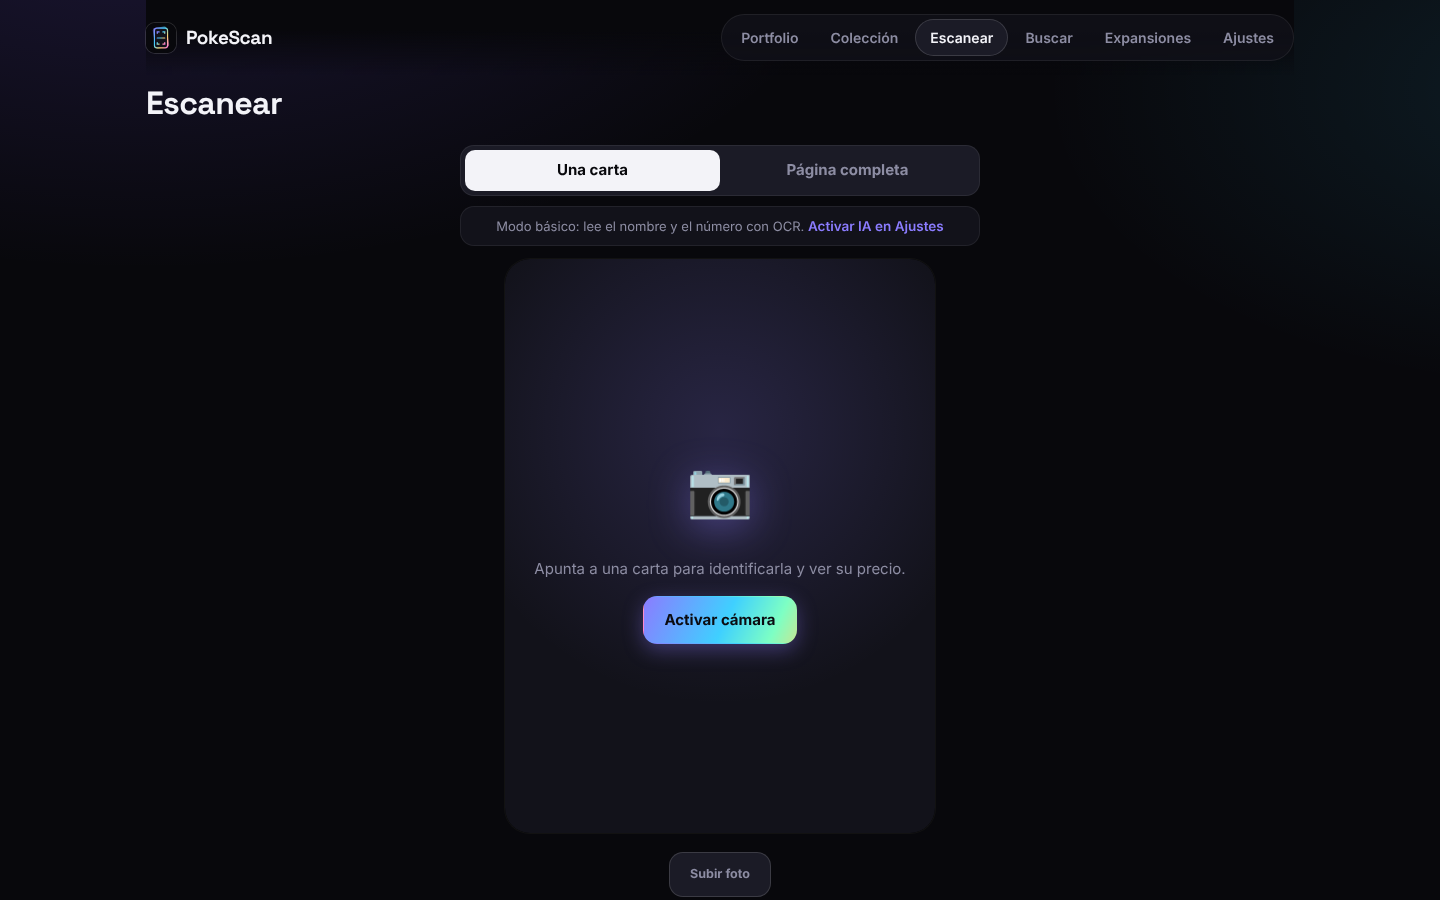 PokeScan
Portfolio
Colección
Escanear
Buscar
Expansiones
Ajustes
Escanear
Una carta
Página completa
Modo básico: lee el nombre y el número con OCR. Activar IA en Ajustes
Apunta a una carta para identificarla y ver su precio.
Activar cámara
Subir foto